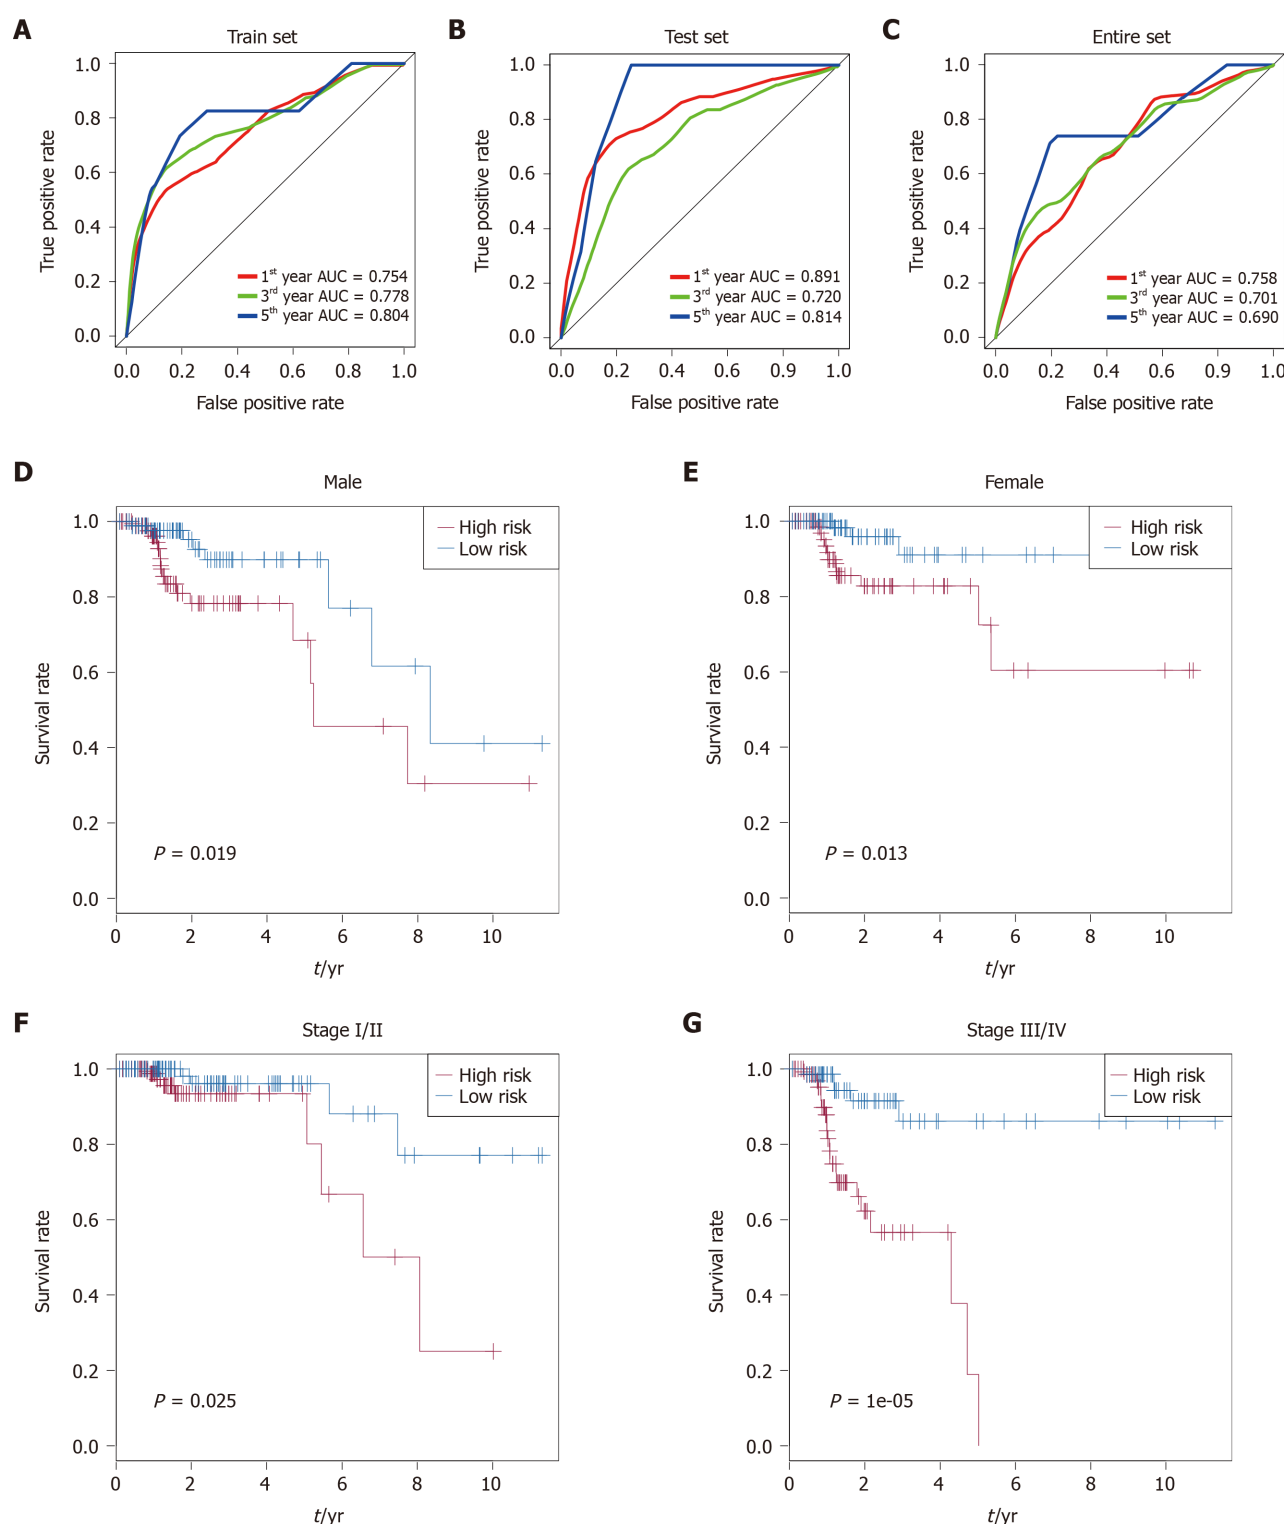 A
Train set
1.0
0.8
0.6
0.4
0.2
0.0
True positive rate
1st year AUC = 0.754
3rd year AUC = 0.778
5th year AUC = 0.804
0.0 0.2 0.4 0.6 0.8 1.0
False positive rate
B
Test set
1.0
0.8
0.6
0.4
0.2
0.0
True positive rate
1st year AUC = 0.891
3rd year AUC = 0.720
5th year AUC = 0.814
0.0 0.2 0.4 0.6 0.9 1.0
False positive rate
C
Entire set
1.0
0.8
0.6
0.4
0.2
0.0
True positive rate
1st year AUC = 0.758
3rd year AUC = 0.701
5th year AUC = 0.690
0.0 0.2 0.4 0.6 0.9 1.0
False positive rate
D
Male
1.0
0.8
0.6
0.4
0.2
0.0
Survival rate
High risk
Low risk
P = 0.019
0 2 4 6 8 10
t/yr
E
Female
1.0
0.8
0.6
0.4
0.2
0.0
Survival rate
High risk
Low risk
P = 0.013
0 2 4 6 8 10
t/yr
F
Stage I/II
1.0
0.8
0.6
0.4
0.2
0.0
Survival rate
High risk
Low risk
P = 0.025
0 2 4 6 8 10
t/yr
G
Stage III/IV
1.0
0.8
0.6
0.4
0.2
0.0
Survival rate
High risk
Low risk
P = 1e-05
0 2 4 6 8 10
t/yr